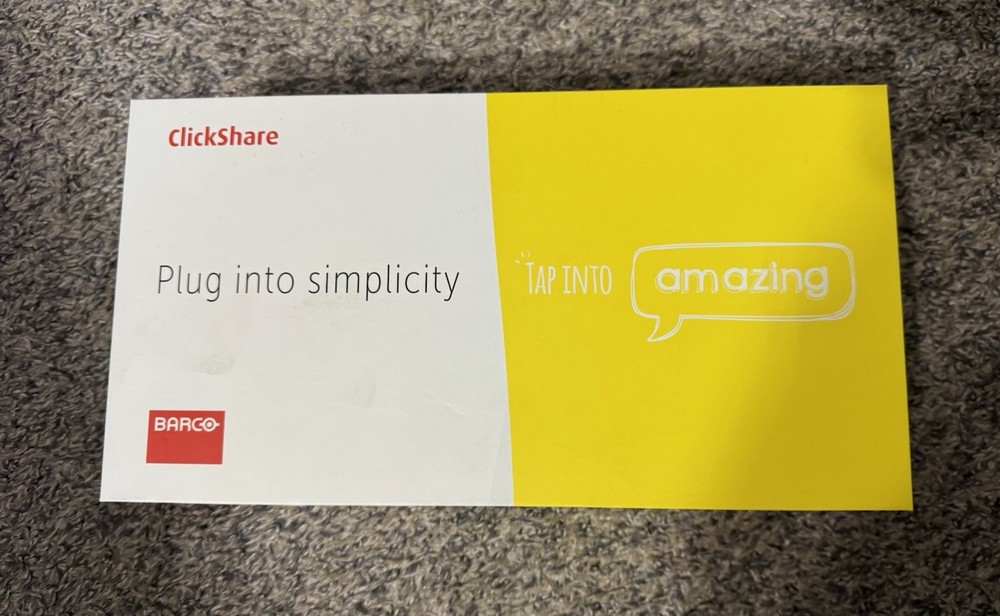 ClickShare
Plug into simplicity
TAP INTO amazing
BARCO